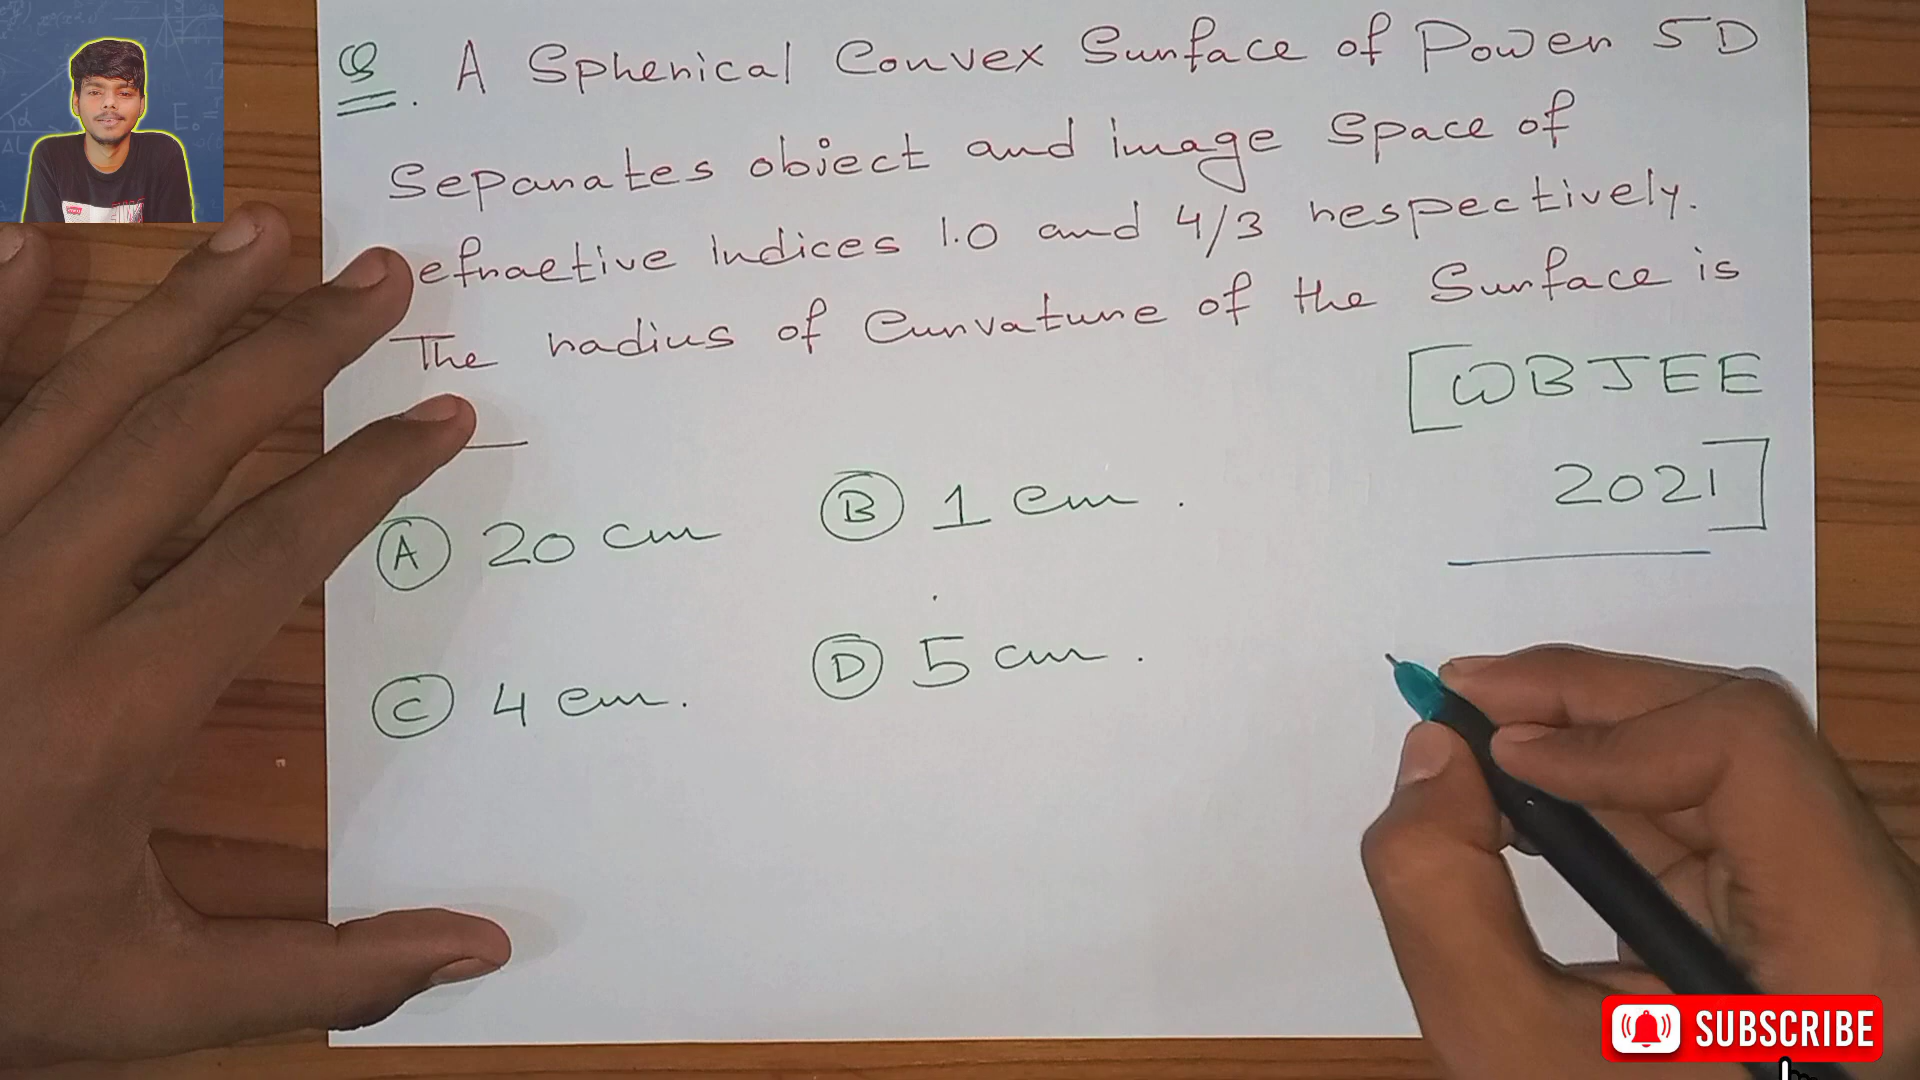 Q. A Spherical Convex Surface of Power 5 D
Separates object and image Space of
efractive Indices 1.0 and 4/3 respectively.
The radius of Curvature of the Surface is
[WBJEE
2021]
A 20 cm B 1 cm.
C 4 cm. D 5 cm.
SUBSCRIBE